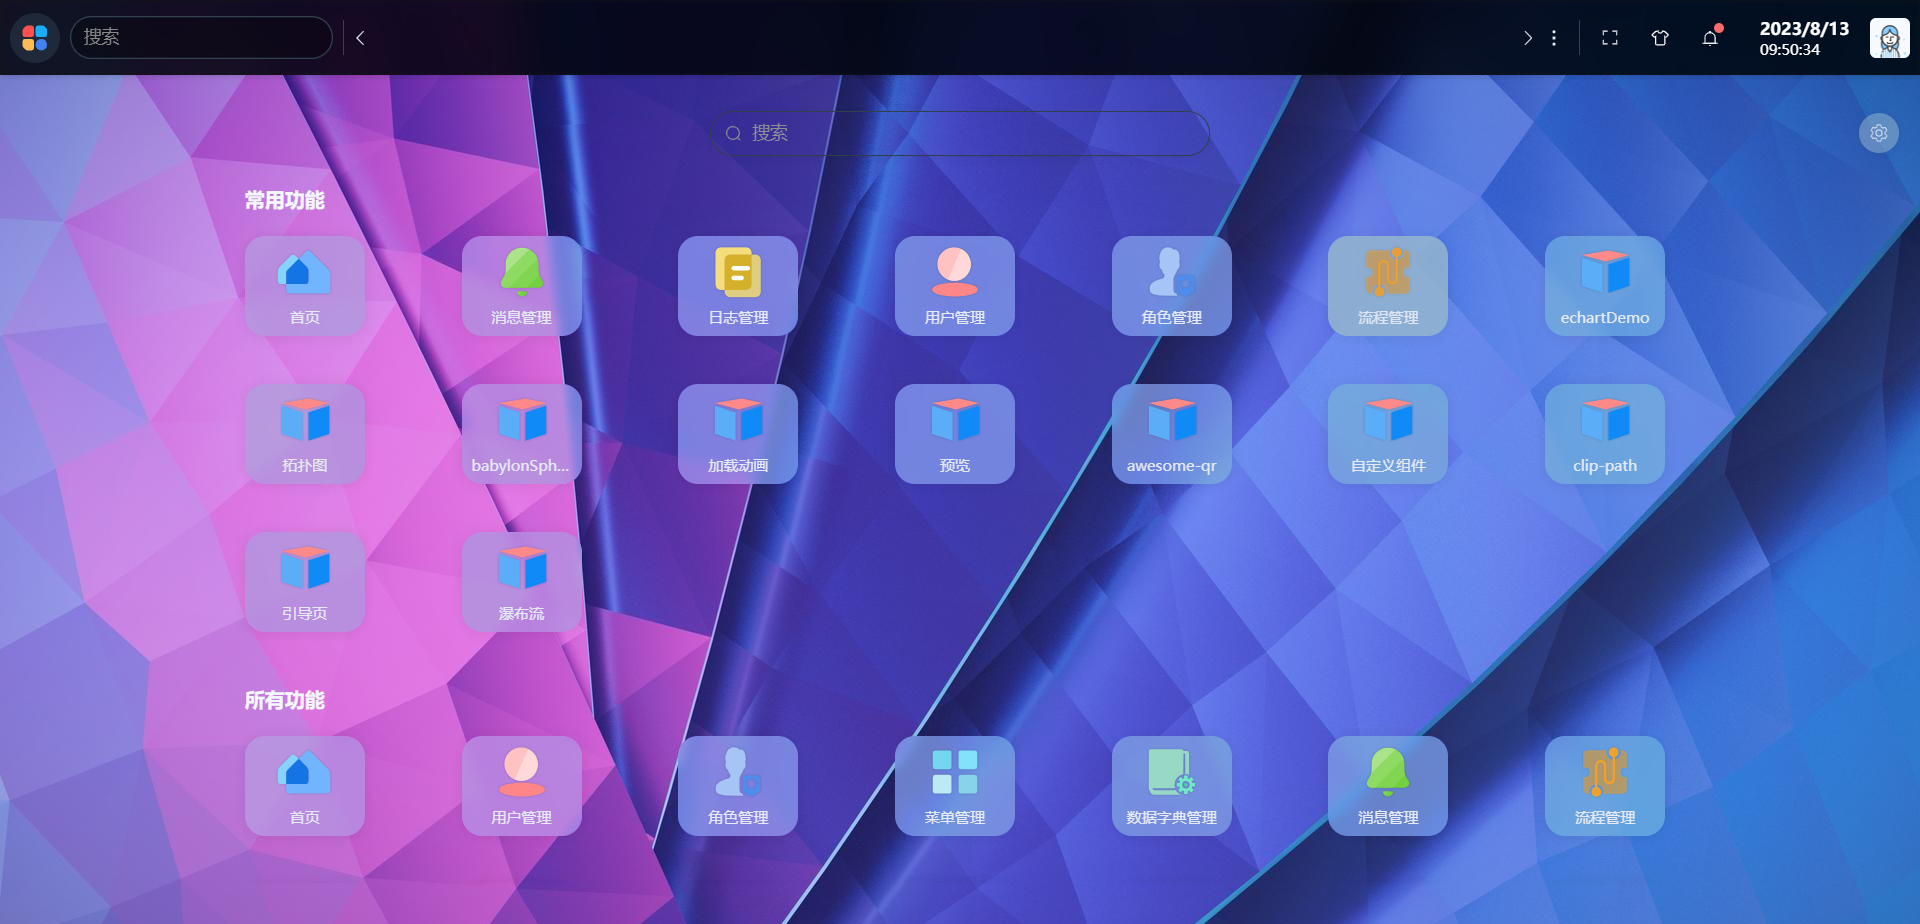 搜索
2023/8/13
09:50:34
搜索
常用功能
首页
消息管理
日志管理
用户管理
角色管理
流程管理
echartDemo
拓扑图
babylonSph...
加载动画
预览
awesome-qr
自定义组件
clip-path
引导页
瀑布流
所有功能
首页
用户管理
角色管理
菜单管理
数据字典管理
消息管理
流程管理